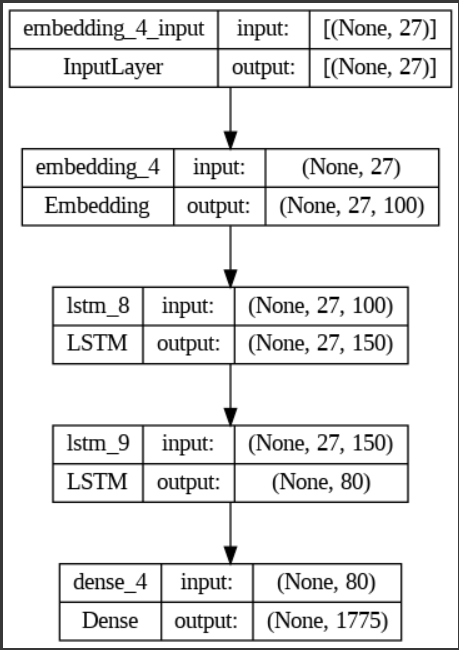 embedding_4_input input: [(None, 27)]
InputLayer output: [(None, 27)]
embedding_4 input: (None, 27)
Embedding output: (None, 27, 100)
lstm_8 input: (None, 27, 100)
LSTM output: (None, 27, 150)
lstm_9 input: (None, 27, 150)
LSTM output: (None, 80)
dense_4 input: (None, 80)
Dense output: (None, 1775)